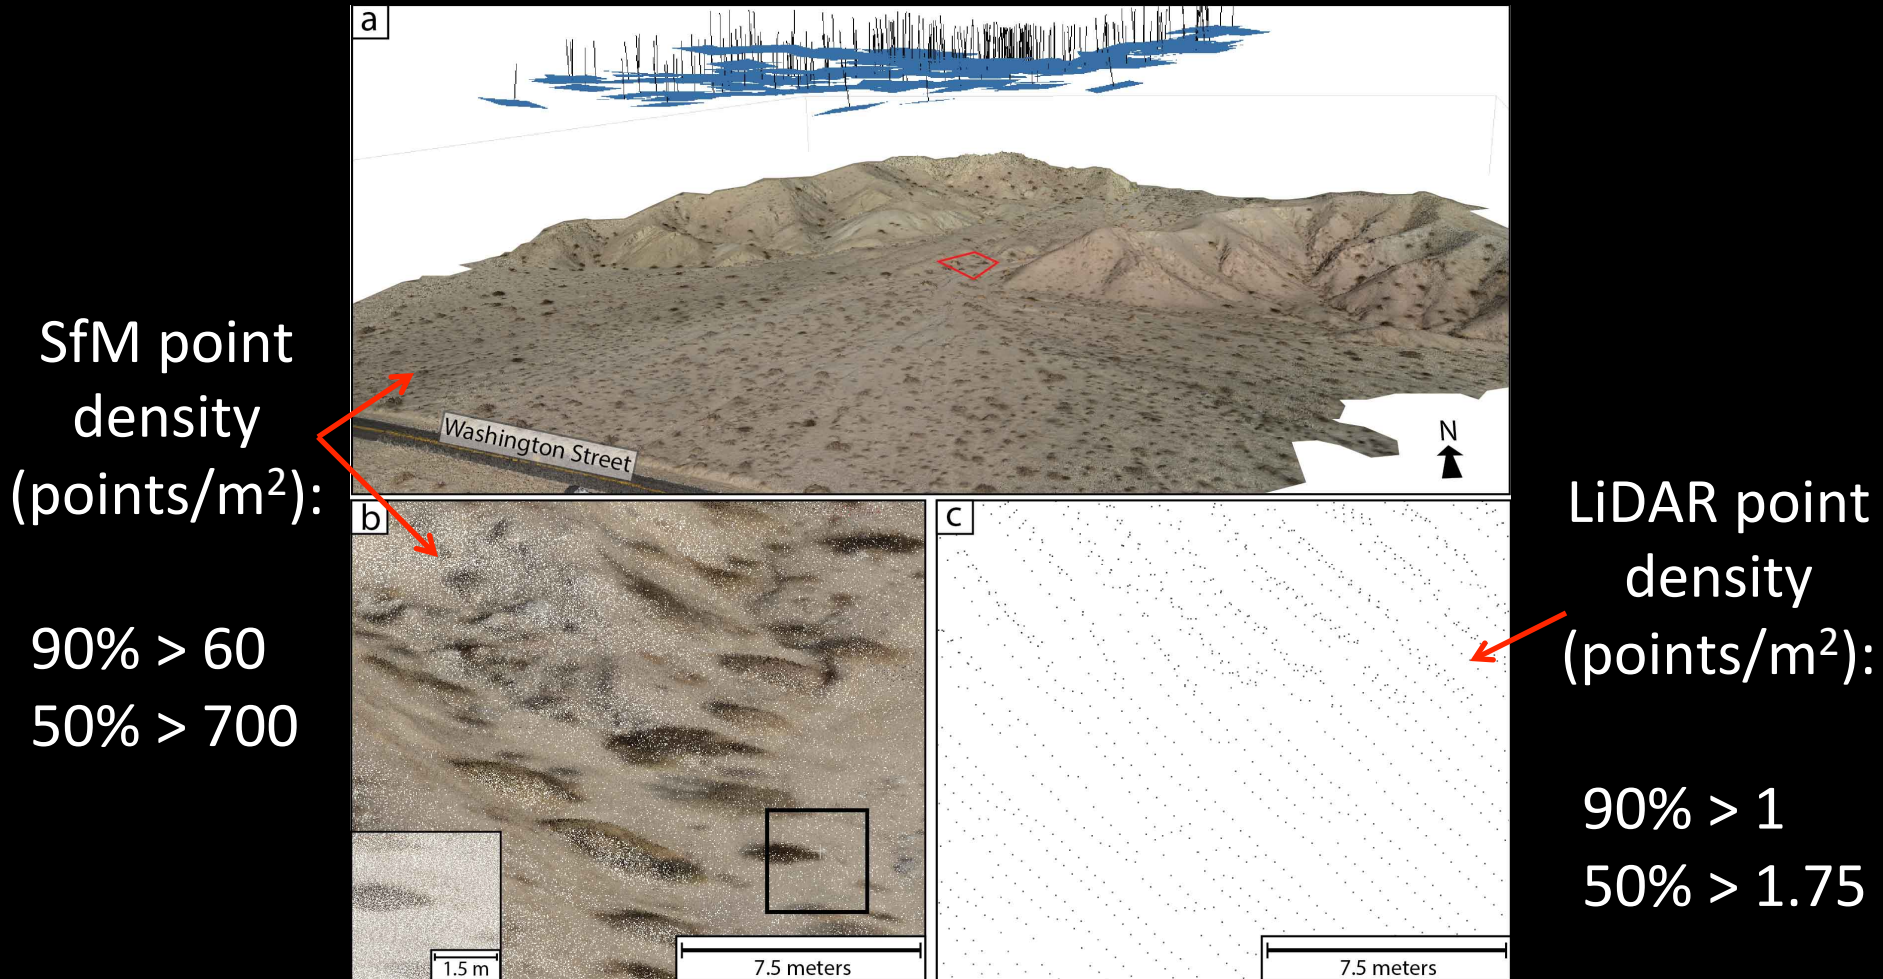 a
SfM point
density
(points/m²):
90% > 60
50% > 700
Washington Street
N
b
1.5 m
7.5 meters
c
7.5 meters
LiDAR point
density
(points/m²):
90% > 1
50% > 1.75